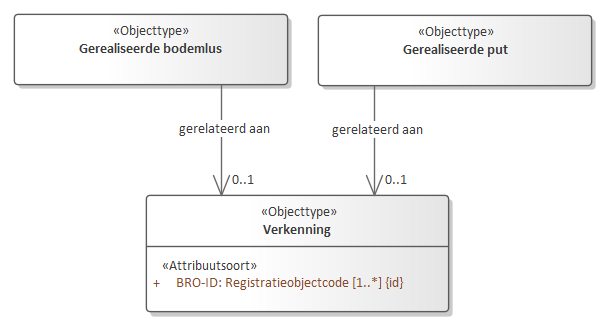 «Objecttype»
Gerealiseerde bodemlus
«Objecttype»
Gerealiseerde put
gerelateerd aan
gerelateerd aan
0..1
0..1
«Objecttype»
Verkenning
«Attribuutsoort»
+ BRO-ID: Registratieobjectcode [1..*] {id}